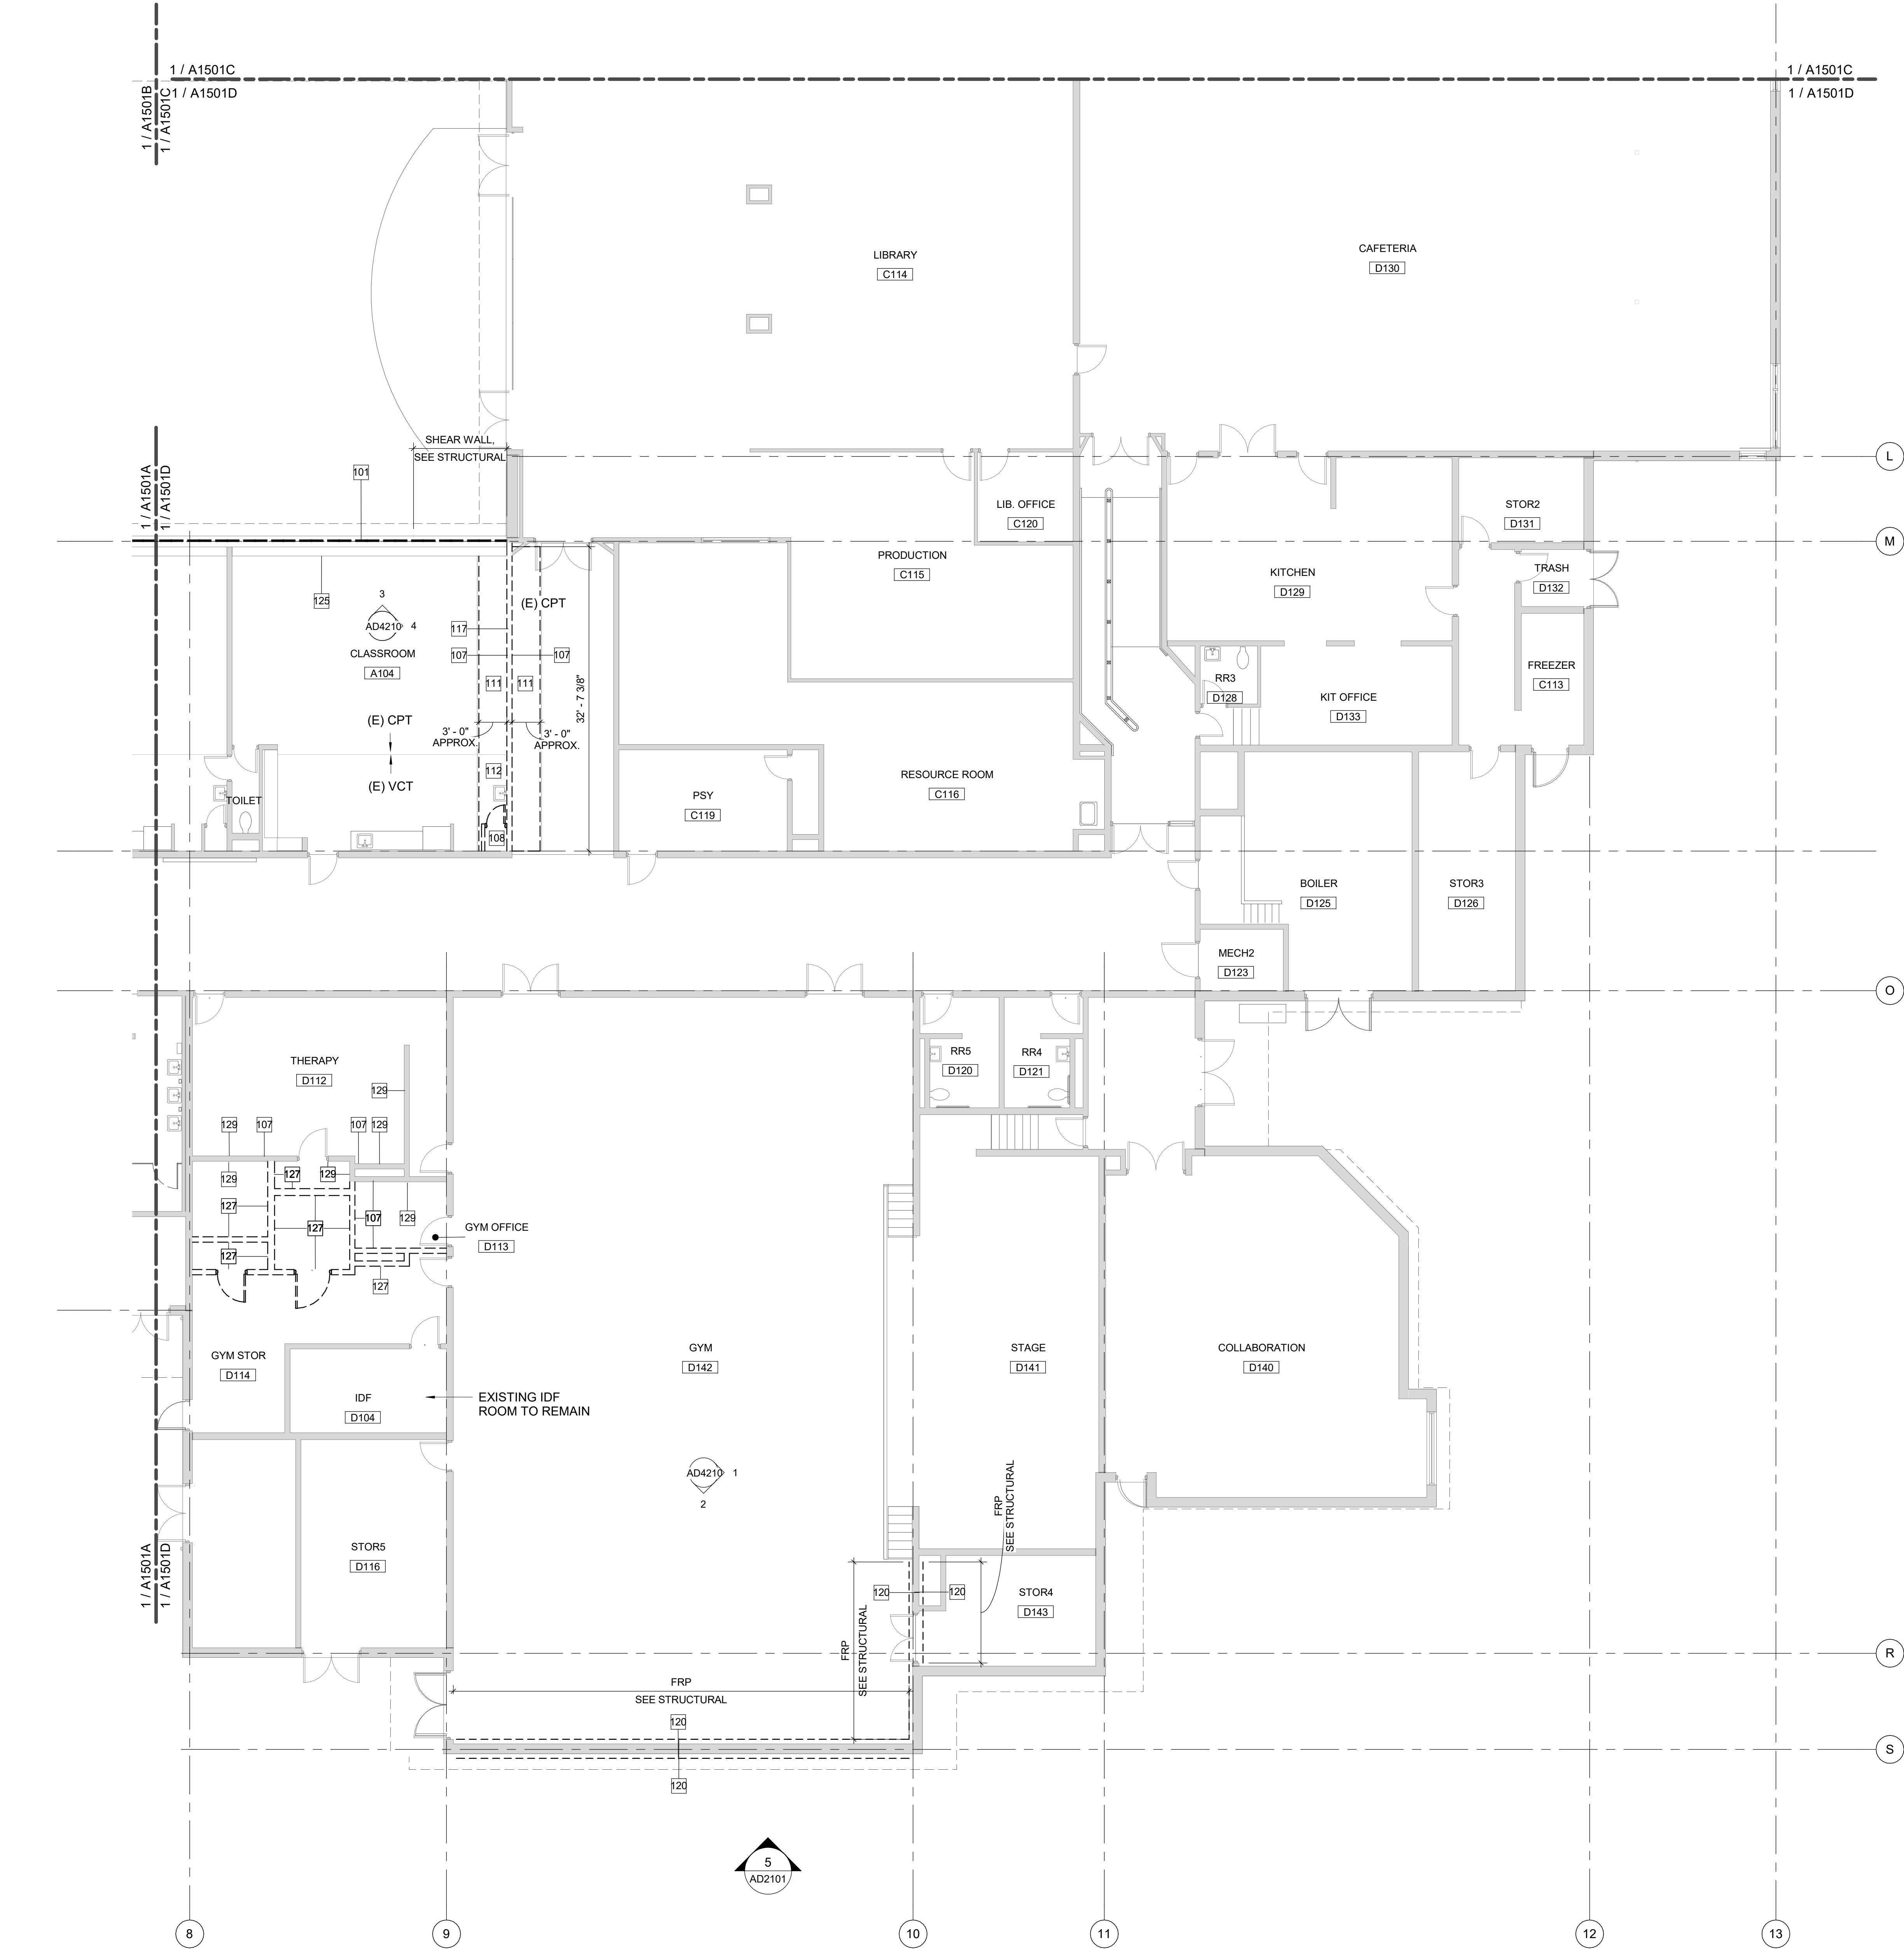 1 / A1501C
1 / A1501D
1 / A1501B
1 / A1501C
1 / A1501C
1 / A1501D
LIBRARY
C114
CAFETERIA
D130
SHEAR WALL,
SEE STRUCTURAL
101
1 / A1501A
1 / A1501D
L
LIB. OFFICE
C120
STOR2
D131
M
PRODUCTION
C115
KITCHEN
D129
TRASH
D132
125
3
AD4210
4
CLASSROOM
A104
(E) CPT
117
107
107
111
111
32' - 7 3/8"
FREEZER
C113
RR3
D128
KIT OFFICE
D133
(E) CPT
3' - 0"
APPROX.
3' - 0"
APPROX.
(E) VCT
112
TOILET
108
PSY
C119
RESOURCE ROOM
C116
BOILER
D125
STOR3
D126
MECH2
D123
O
THERAPY
D112
129
129
107
107
129
RR5
D120
RR4
D121
129
127
129
127
127
107
129
127
127
GYM OFFICE
D113
GYM STOR
D114
IDF
D104
EXISTING IDF
ROOM TO REMAIN
GYM
D142
STAGE
D141
COLLABORATION
D140
AD4210
1
2
FRP
SEE STRUCTURAL
1 / A1501A
1 / A1501D
STOR5
D116
120
120
STOR4
D143
FRP
SEE STRUCTURAL
R
FRP
SEE STRUCTURAL
120
S
120
5
AD2101
8
9
10
11
12
13